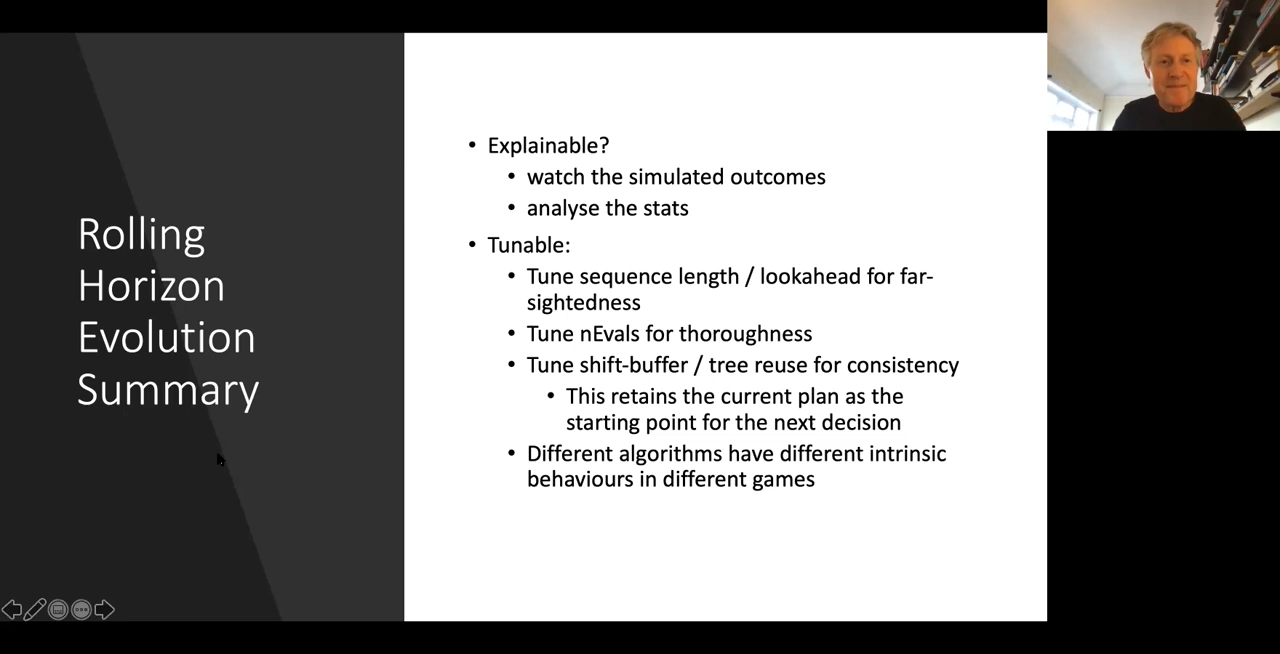 Rolling
Horizon
Evolution
Summary
• Explainable?
• watch the simulated outcomes
• analyse the stats
• Tunable:
• Tune sequence length / lookahead for far-
sightedness
• Tune nEvals for thoroughness
• Tune shift-buffer / tree reuse for consistency
• This retains the current plan as the
starting point for the next decision
• Different algorithms have different intrinsic
behaviours in different games